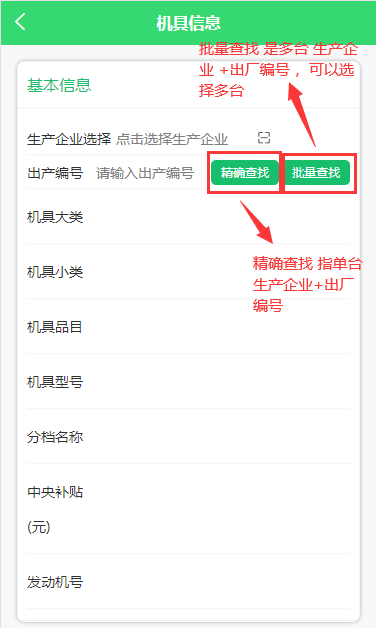 机具信息
批量查找 是多台 生产企
业 +出厂编号 ，可以选
择多台
基本信息
生产企业选择 点击选择生产企业
出产编号 请输入出产编号 精确查找 批量查找
机具大类
精确查找 指单台
生产企业+出厂
编号
机具小类
机具品目
机具型号
分档名称
中央补贴
(元)
发动机号